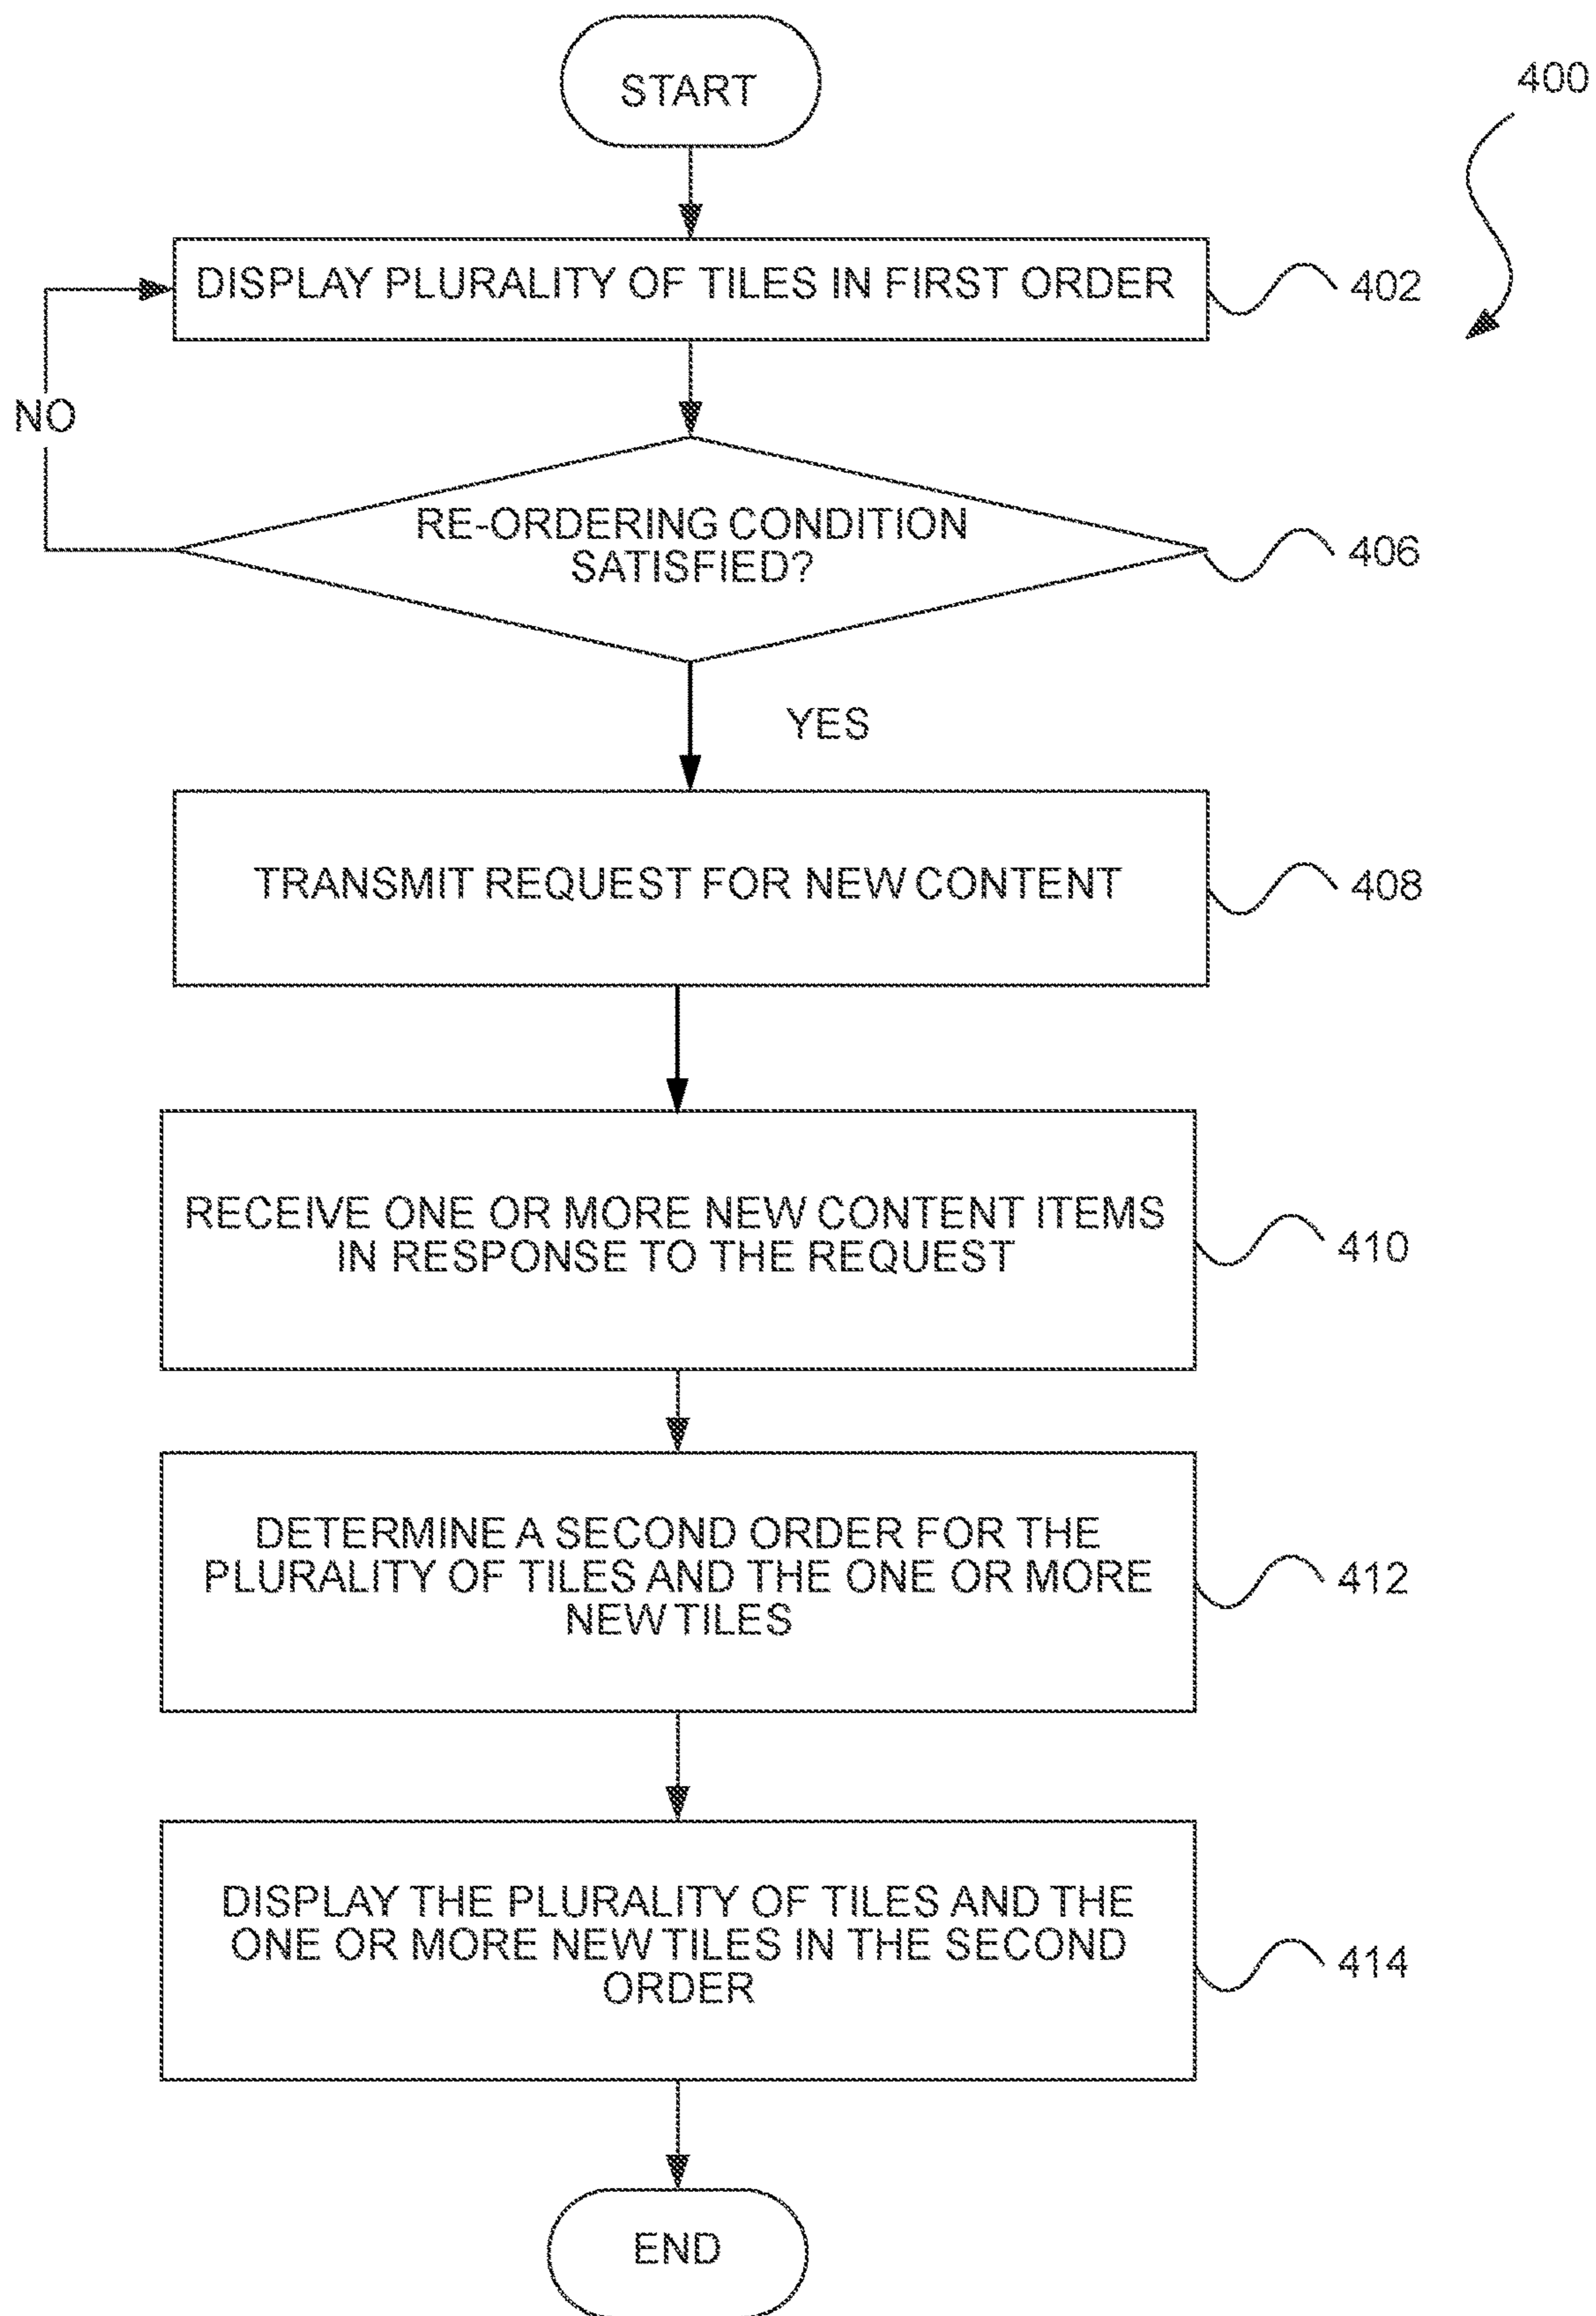 START
400
DISPLAY PLURALITY OF TILES IN FIRST ORDER
402
NO
RE-ORDERING CONDITION
SATISFIED?
406
YES
TRANSMIT REQUEST FOR NEW CONTENT
408
RECEIVE ONE OR MORE NEW CONTENT ITEMS
IN RESPONSE TO THE REQUEST
410
DETERMINE A SECOND ORDER FOR THE
PLURALITY OF TILES AND THE ONE OR MORE
NEW TILES
412
DISPLAY THE PLURALITY OF TILES AND THE
ONE OR MORE NEW TILES IN THE SECOND
ORDER
414
END